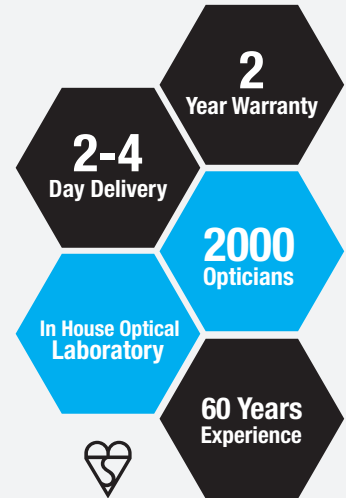 2
Year Warranty
2-4
Day Delivery
2000
Opticians
In House Optical
Laboratory
60 Years
Experience